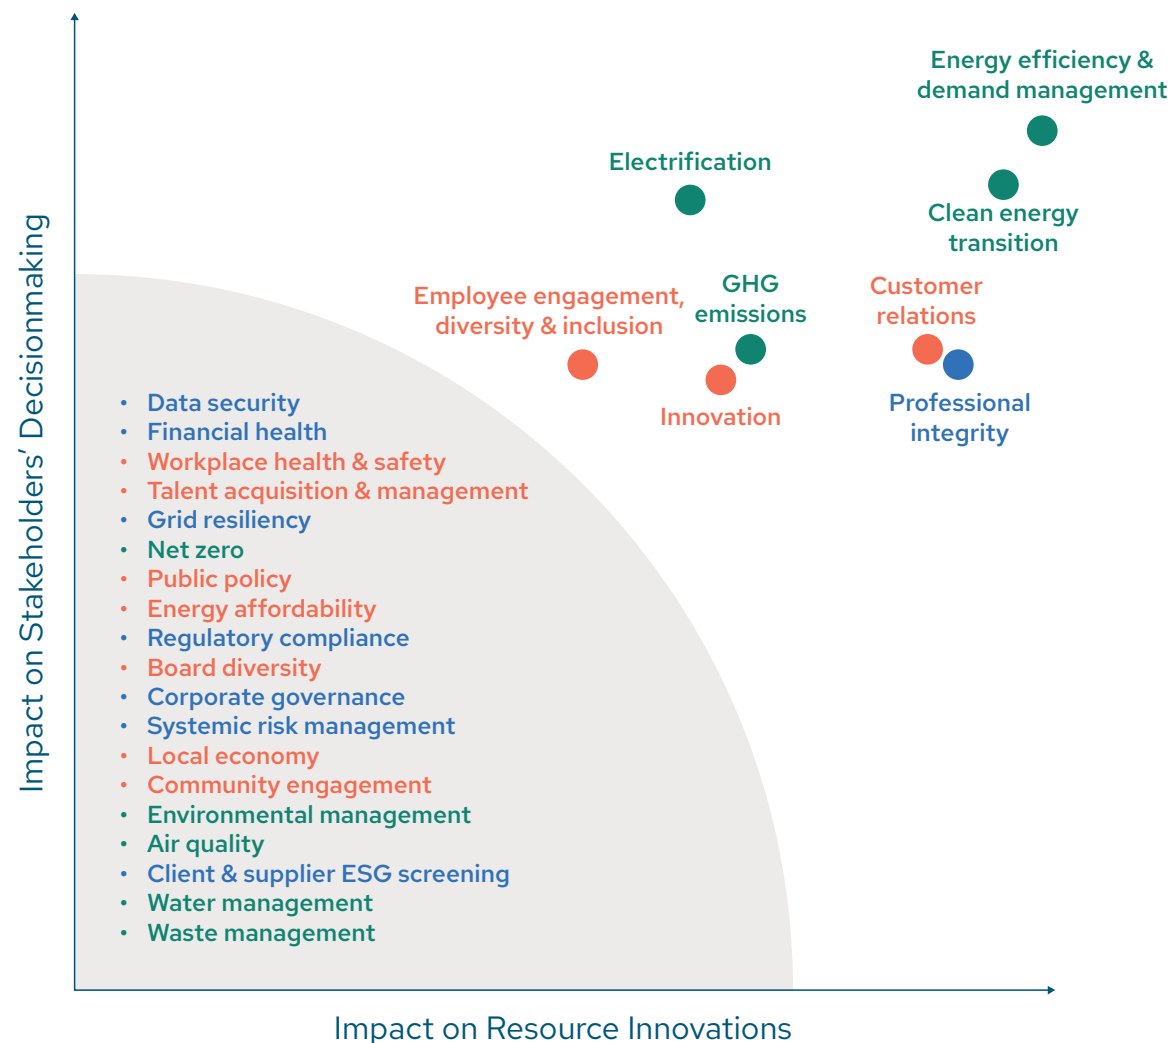 Energy efficiency &
demand management
Electrification
Clean energy
transition
Employee engagement,
diversity & inclusion
GHG
emissions
Customer
relations
Innovation
Professional
integrity
Impact on Stakeholders’ Decisionmaking
• Data security
• Financial health
• Workplace health & safety
• Talent acquisition & management
• Grid resiliency
• Net zero
• Public policy
• Energy affordability
• Regulatory compliance
• Board diversity
• Corporate governance
• Systemic risk management
• Local economy
• Community engagement
• Environmental management
• Air quality
• Client & supplier ESG screening
• Water management
• Waste management
Impact on Resource Innovations